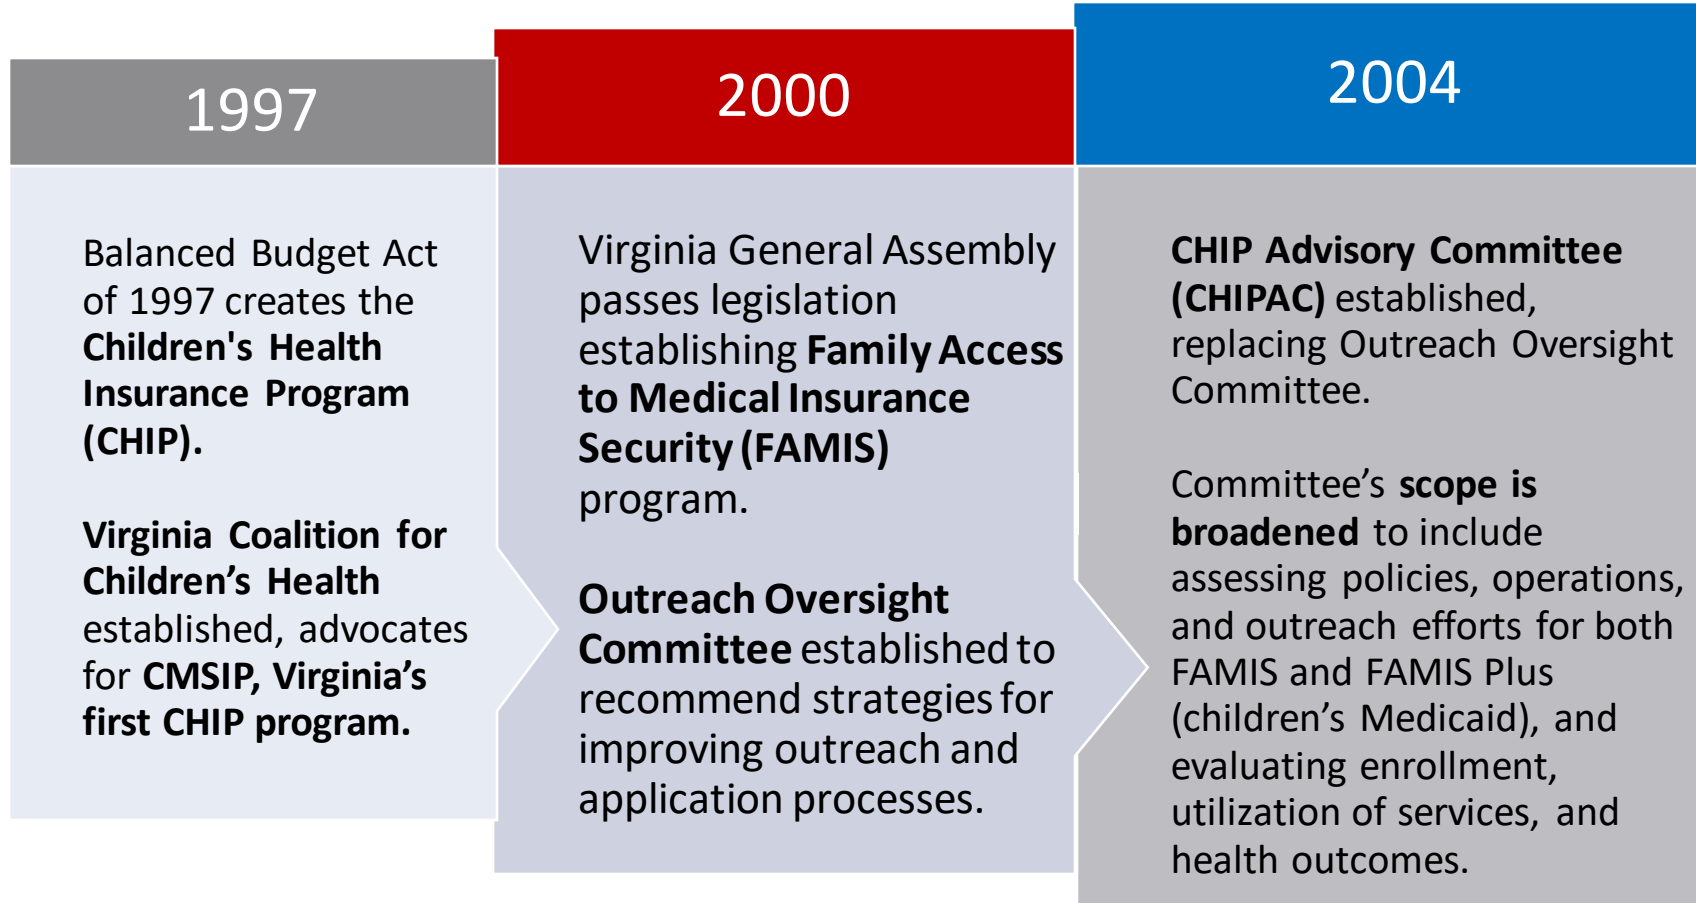 1997
Balanced Budget Act
of 1997 creates the
Children's Health
Insurance Program
(CHIP).
Virginia Coalition for
Children’s Health
established, advocates
for CMSIP, Virginia’s
first CHIP program.
2000
Virginia General Assembly
passes legislation
establishing Family Access
to Medical Insurance
Security (FAMIS)
program.
Outreach Oversight
Committee established to
recommend strategies for
improving outreach and
application processes.
2004
CHIP Advisory Committee
(CHIPAC) established,
replacing Outreach Oversight
Committee.
Committee’s scope is
broadened to include
assessing policies, operations,
and outreach efforts for both
FAMIS and FAMIS Plus
(children’s Medicaid), and
evaluating enrollment,
utilization of services, and
health outcomes.